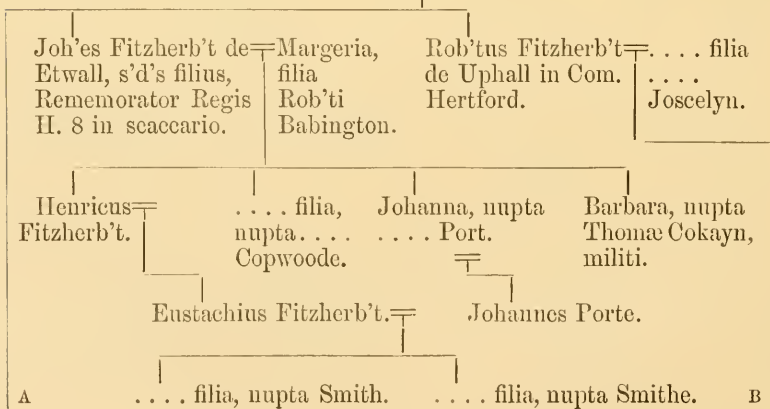 Joh'es Fitzherb't de
Etwall, s'd's filius,
Rememorator Regis
H. 8 in scaccario.
Margeria,
filia
Rob'ti
Babington.
Rob'tus Fitzherb't
de Uphall in Com.
Hertford.
. . . . filia
. . . .
Joscelyn.
Henricus
Fitzherb't.
. . . . filia,
nupta . . . .
Copwoode.
Johanna, nupta
. . . . Port.
Barbara, nupta
Thomæ Cokayn,
militi.
Eustachius Fitzherb't.
Johannes Porte.
A
. . . . filia, nupta Smith.
. . . . filia, nupta Smithe.
B